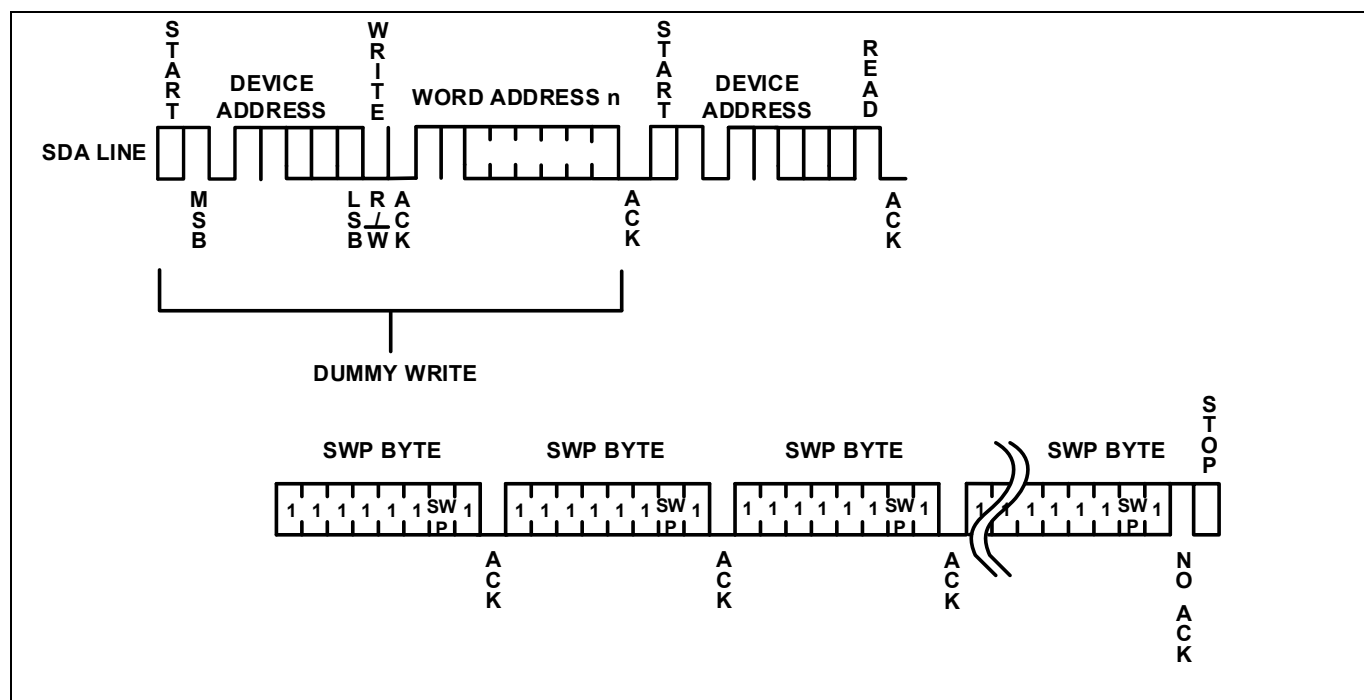 START
WRITE
START
READ
DEVICE
ADDRESS
WORD ADDRESS n
DEVICE
ADDRESS
SDA LINE
MSB
LSB
R/W
ACK
ACK
ACK
DUMMY WRITE
STOP
SWP BYTE SWP BYTE SWP BYTE SWP BYTE
1 1 1 1 1 1 SWP 1
1 1 1 1 1 1 SWP 1
1 1 1 1 1 1 SWP 1
1 1 1 1 1 1 SWP 1
ACK
ACK
ACK
NO ACK